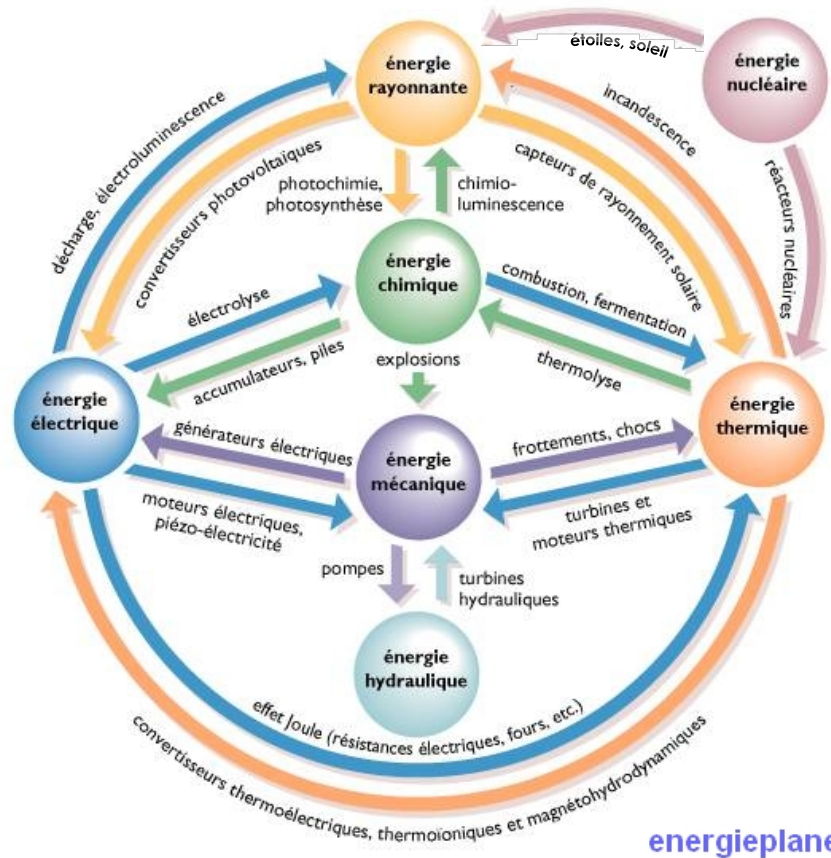 étoiles, soleil
énergie
rayonnante
énergie
nucléaire
décharge, électroluminescence
convertisseurs photovoltaïques
photochimie,
photosynthèse
chimio-
luminescence
capteurs de rayonnement solaire
incandescence
réacteurs nucléaires
énergie
chimique
électrolyse
accumulateurs, piles
combustion, fermentation
thermolyse
explosions
énergie
électrique
énergie
thermique
générateurs électriques
moteurs électriques,
piézo-électricité
énergie
mécanique
frottements, chocs
turbines et
moteurs thermiques
pompes
turbines
hydrauliques
énergie
hydraulique
effet Joule (résistances électriques, fours, etc.)
convertisseurs thermoélectriques, thermoïoniques et magnétohydrodynamiques
energieplane